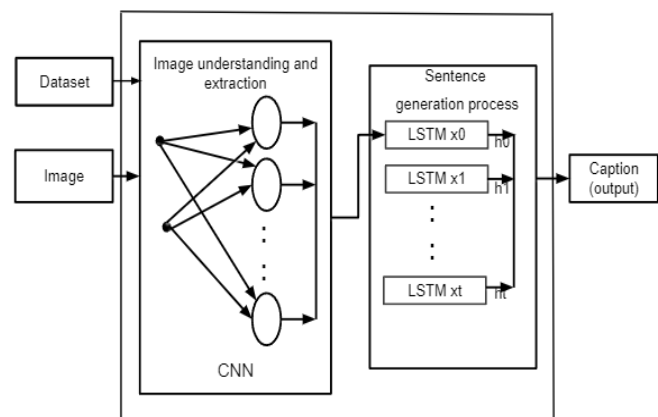 Dataset
Image
Image understanding and
extraction
CNN
Sentence
generation process
LSTM x0
h0
LSTM x1
h1
LSTM xt
ht
Caption
(output)